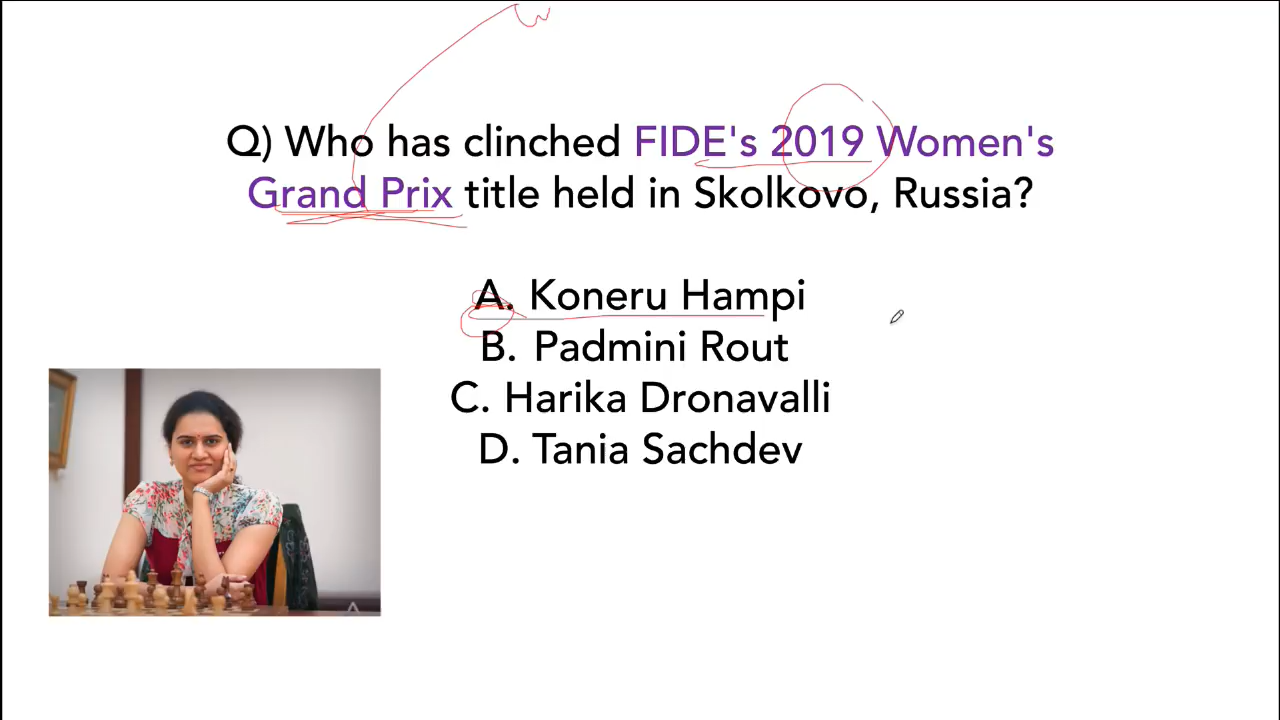 Q) Who has clinched FIDE's 2019 Women's
Grand Prix title held in Skolkovo, Russia?
A. Koneru Hampi
B. Padmini Rout
C. Harika Dronavalli
D. Tania Sachdev